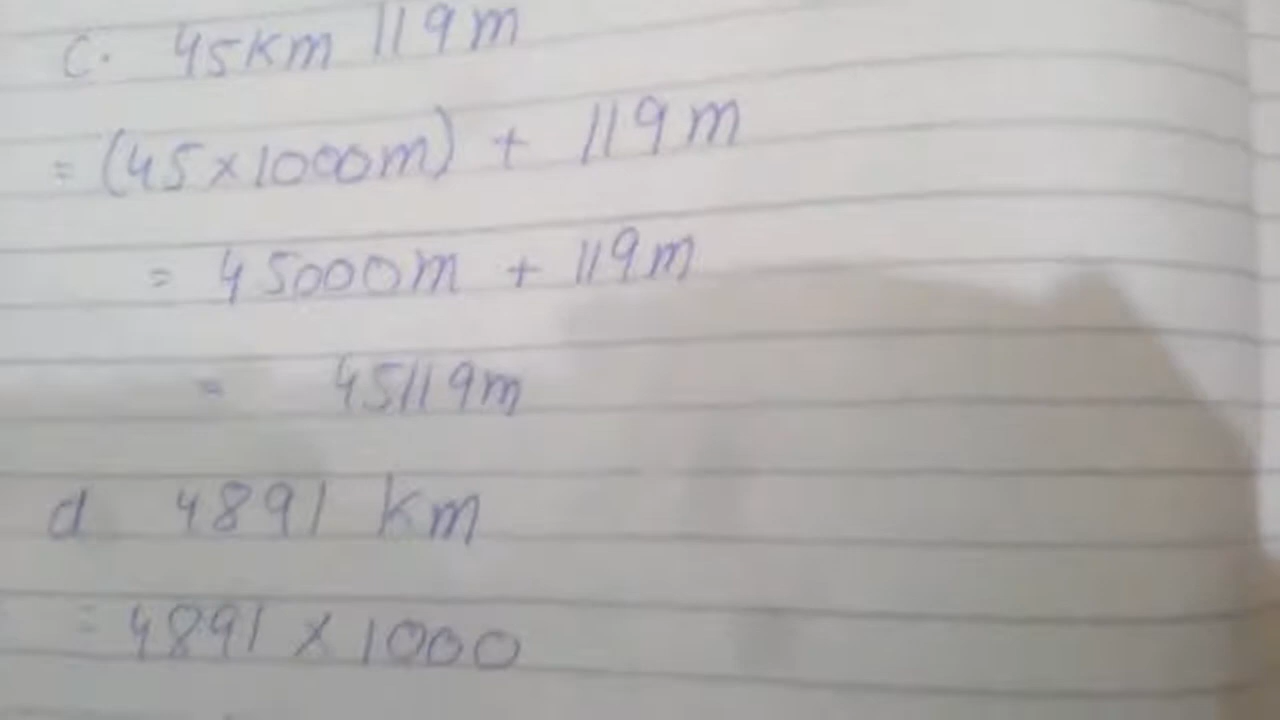 c. 45km 119m
= (45×1000m) + 119m
= 45000m + 119m
= 45119m
d 4891 km
= 4891 × 1000